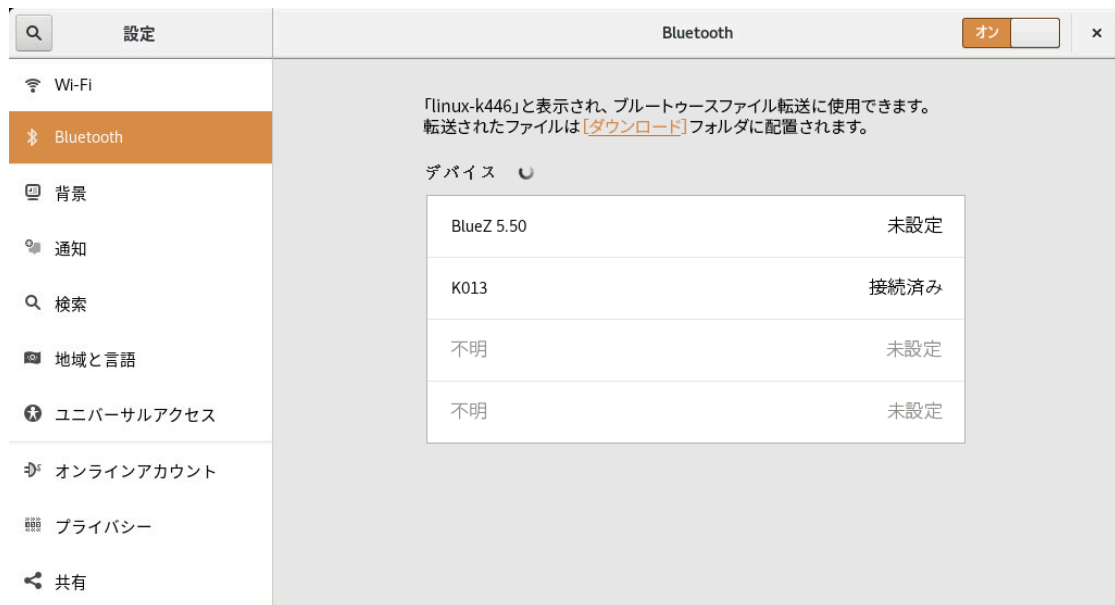 設定
Bluetooth
オン
Wi-Fi
Bluetooth
背景
通知
検索
地域と言語
ユニバーサルアクセス
オンラインアカウント
プライバシー
共有
「linux-k446」と表示され、ブルートゥースファイル転送に使用できます。
転送されたファイルは[ダウンロード]フォルダに配置されます。
デバイス
BlueZ 5.50 未設定
K013 接続済み
不明 未設定
不明 未設定